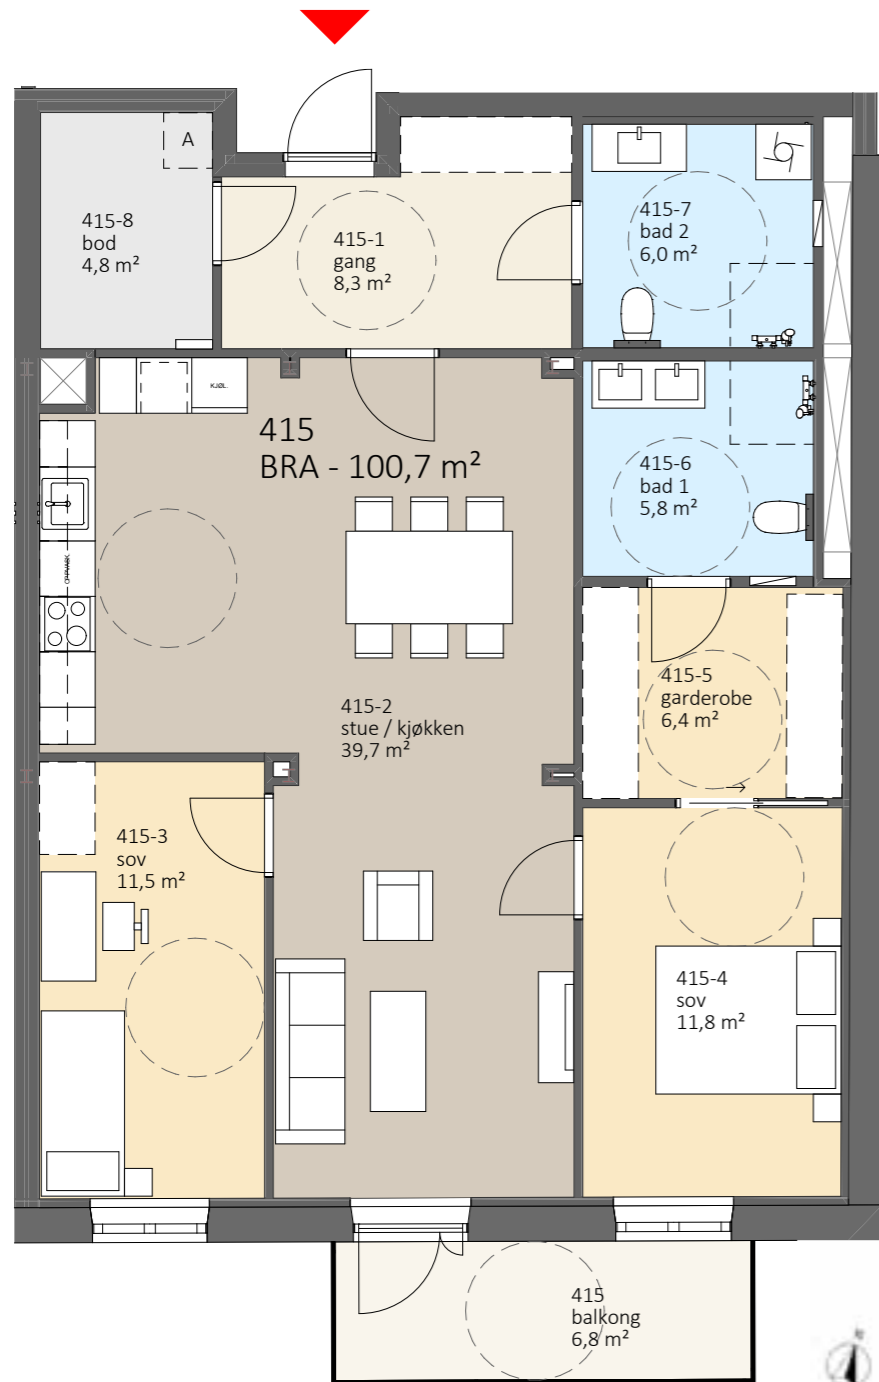 A
415-8
bod
4,8 m²
415-1
gang
8,3 m²
415-7
bad 2
6,0 m²
KJØL.
415
BRA - 100,7 m²
415-6
bad 1
5,8 m²
OPPVASK.
415-2
stue / kjøkken
39,7 m²
415-5
garderobe
6,4 m²
415-3
sov
11,5 m²
415-4
sov
11,8 m²
415
balkong
6,8 m²